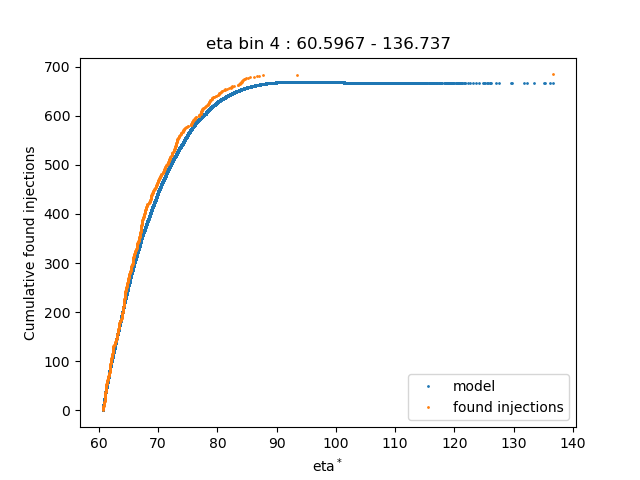 eta bin 4 : 60.5967 - 136.737
700
600
500
400
300
200
100
0
Cumulative found injections
60 70 80 90 100 110 120 130 140
eta*
model
found injections